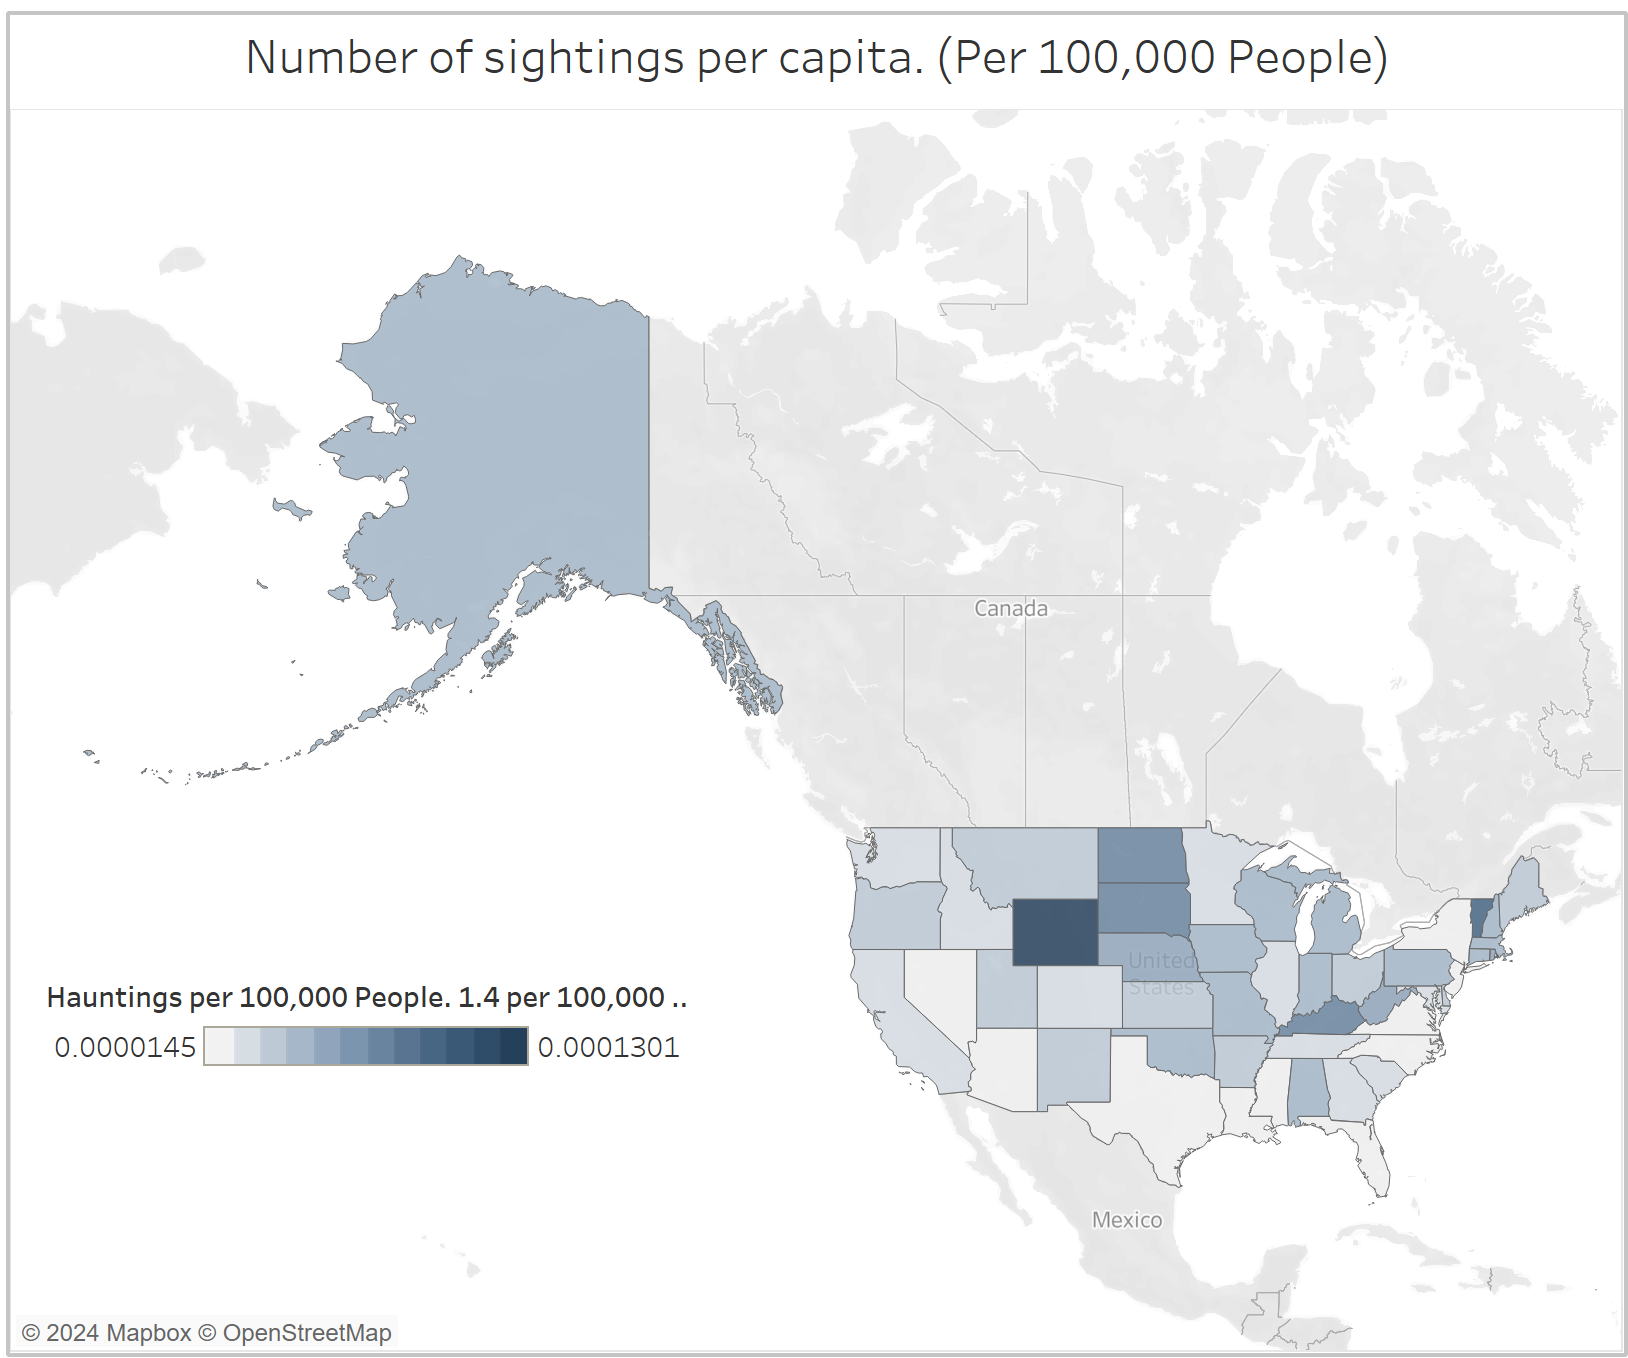 Number of sightings per capita. (Per 100,000 People)
Canada
United
States
Hauntings per 100,000 People. 1.4 per 100,000 ..
0.0000145 0.0001301
Mexico
© 2024 Mapbox © OpenStreetMap